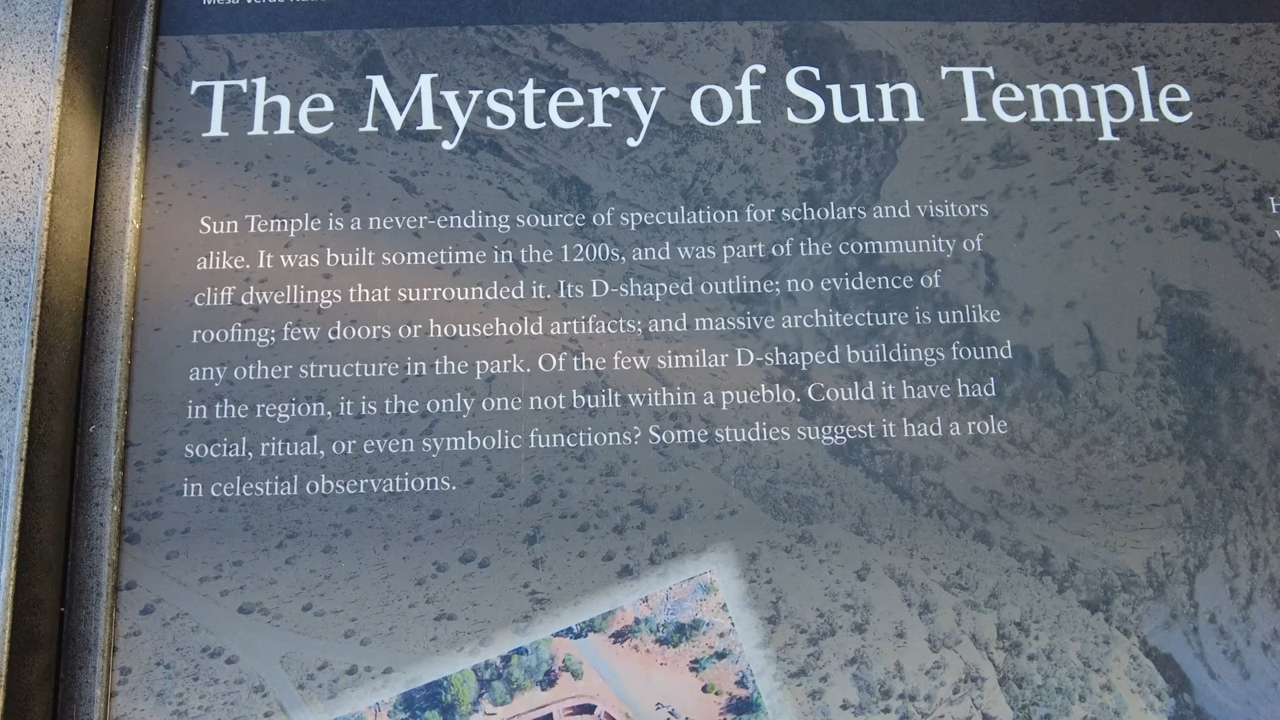 Mesa Verde
The Mystery of Sun Temple
Sun Temple is a never-ending source of speculation for scholars and visitors
alike. It was built sometime in the 1200s, and was part of the community of
cliff dwellings that surrounded it. Its D-shaped outline; no evidence of
roofing; few doors or household artifacts; and massive architecture is unlike
any other structure in the park. Of the few similar D-shaped buildings found
in the region, it is the only one not built within a pueblo. Could it have had
social, ritual, or even symbolic functions? Some studies suggest it had a role
in celestial observations.